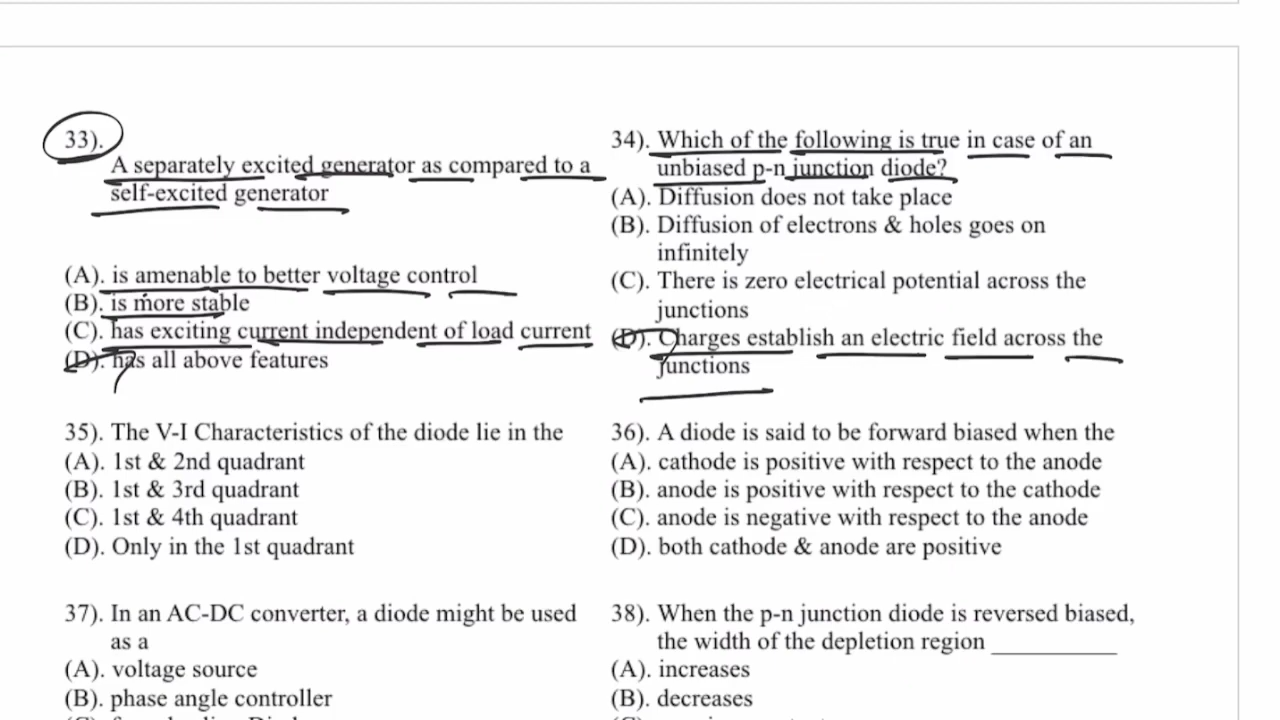 33).
A separately excited generator as compared to a
self-excited generator
(A). is amenable to better voltage control
(B). is more stable
(C). has exciting current independent of load current
(D). has all above features
34). Which of the following is true in case of an
unbiased p-n junction diode?
(A). Diffusion does not take place
(B). Diffusion of electrons & holes goes on
infinitely
(C). There is zero electrical potential across the
junctions
(D). Charges establish an electric field across the
junctions
35). The V-I Characteristics of the diode lie in the
(A). 1st & 2nd quadrant
(B). 1st & 3rd quadrant
(C). 1st & 4th quadrant
(D). Only in the 1st quadrant
36). A diode is said to be forward biased when the
(A). cathode is positive with respect to the anode
(B). anode is positive with respect to the cathode
(C). anode is negative with respect to the anode
(D). both cathode & anode are positive
37). In an AC-DC converter, a diode might be used
as a
(A). voltage source
(B). phase angle controller
38). When the p-n junction diode is reversed biased,
the width of the depletion region __________
(A). increases
(B). decreases